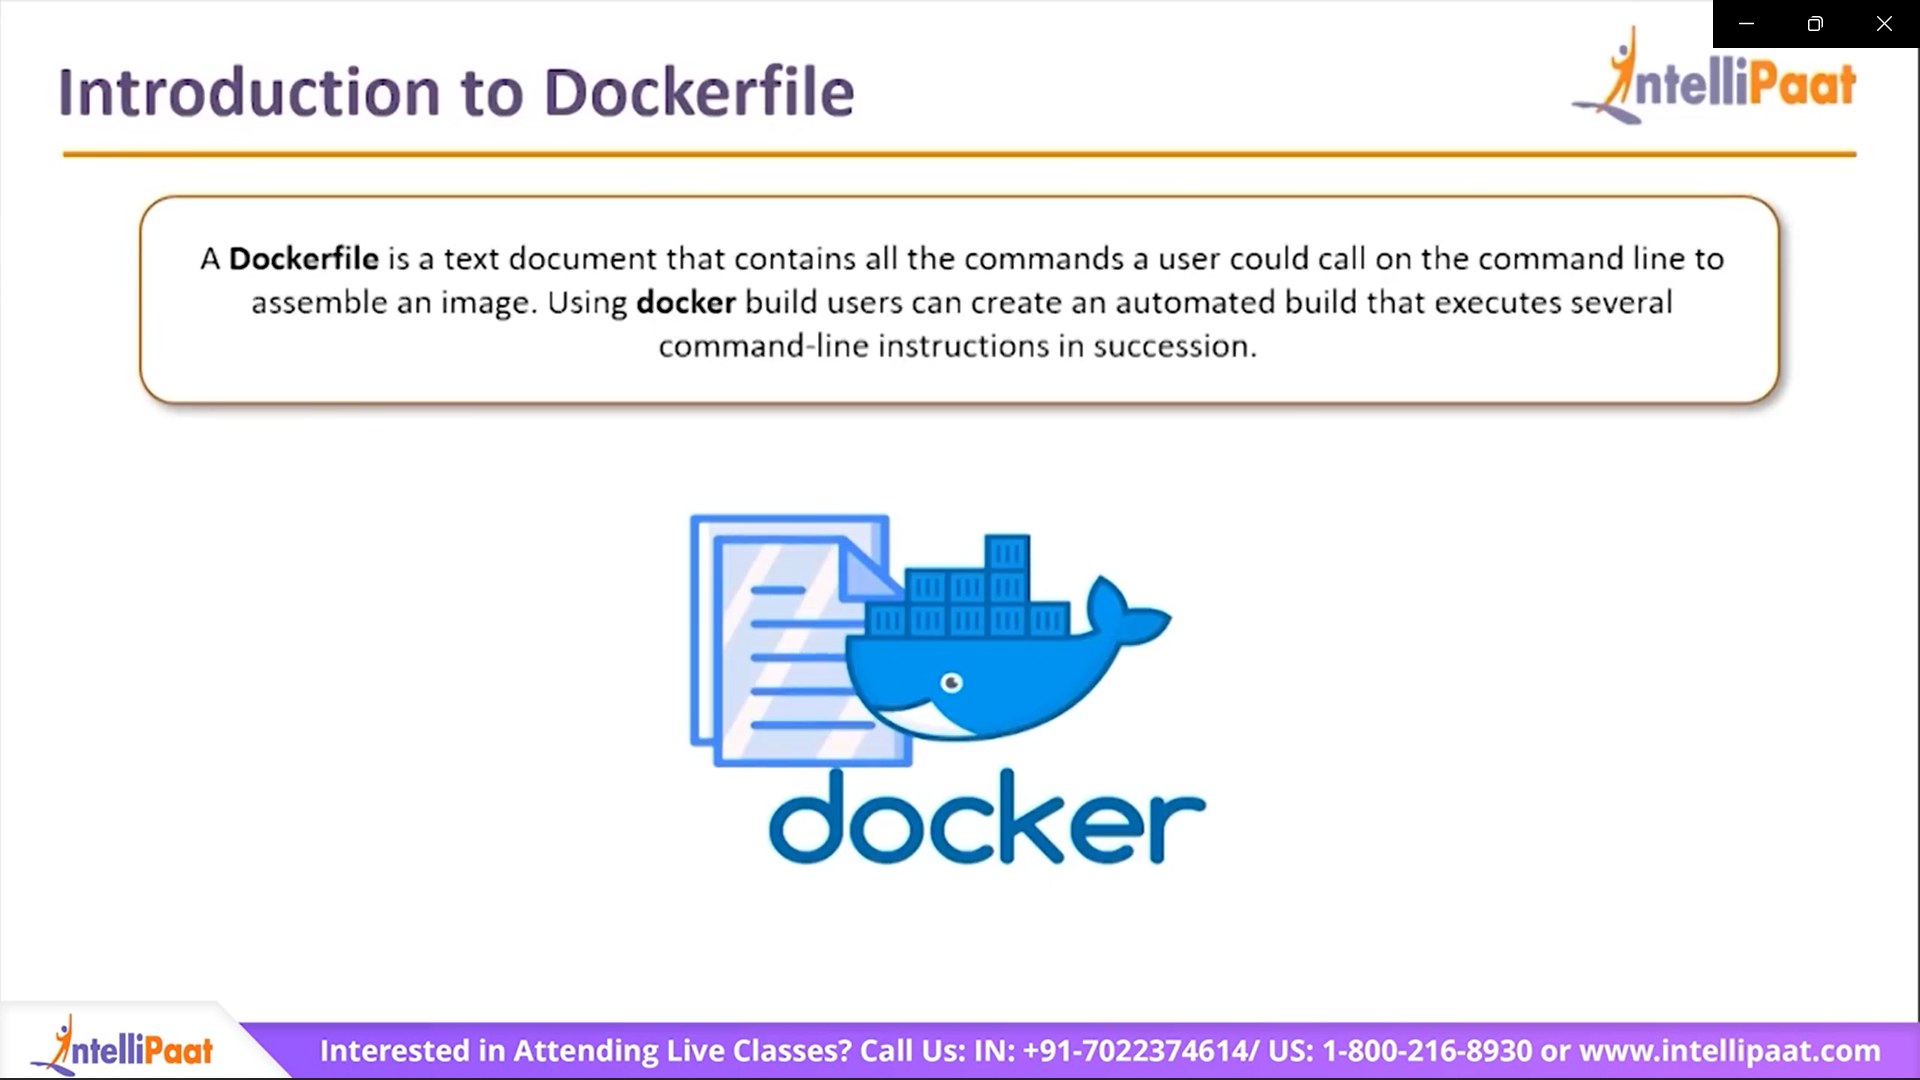 Introduction to Dockerfile
IntelliPaat
A Dockerfile is a text document that contains all the commands a user could call on the command line to
assemble an image. Using docker build users can create an automated build that executes several
command-line instructions in succession.
docker
IntelliPaat
Interested in Attending Live Classes? Call Us: IN: +91-7022374614/ US: 1-800-216-8930 or www.intellipaat.com